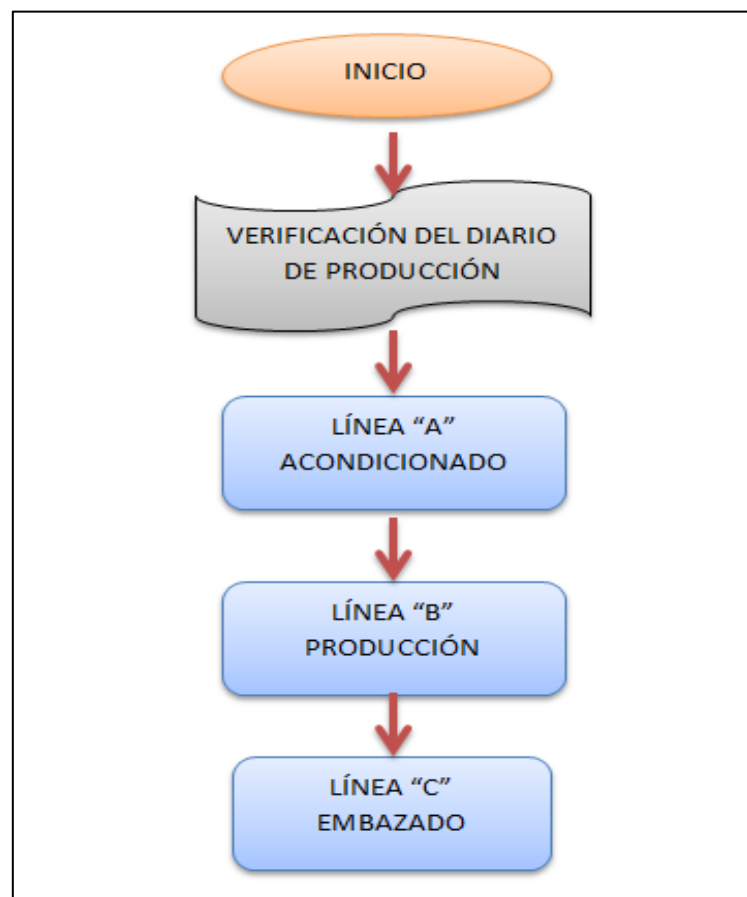 INICIO
VERIFICACIÓN DEL DIARIO
DE PRODUCCIÓN
LÍNEA “A”
ACONDICIONADO
LÍNEA “B”
PRODUCCIÓN
LÍNEA “C”
EMBAZADO